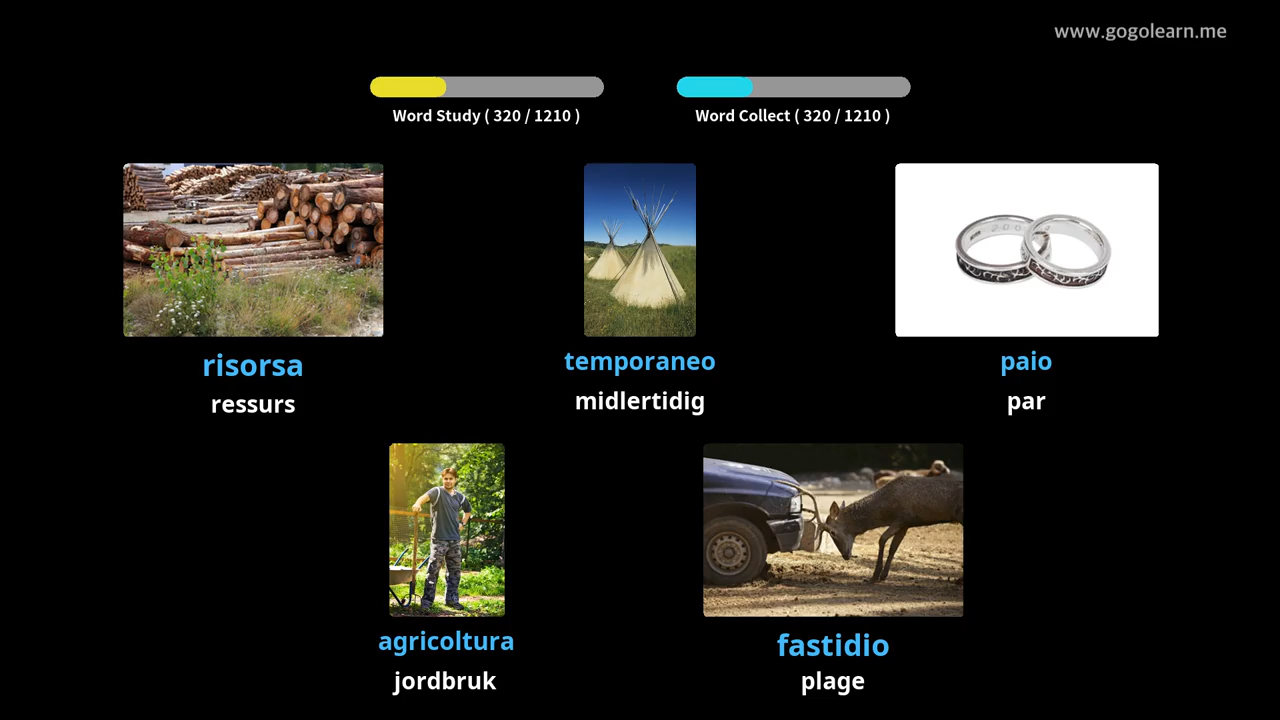 www.gogolearn.me
Word Study ( 320 / 1210 )
Word Collect ( 320 / 1210 )
risorsa
ressurs
temporaneo
midlertidig
paio
par
agricoltura
jordbruk
fastidio
plage